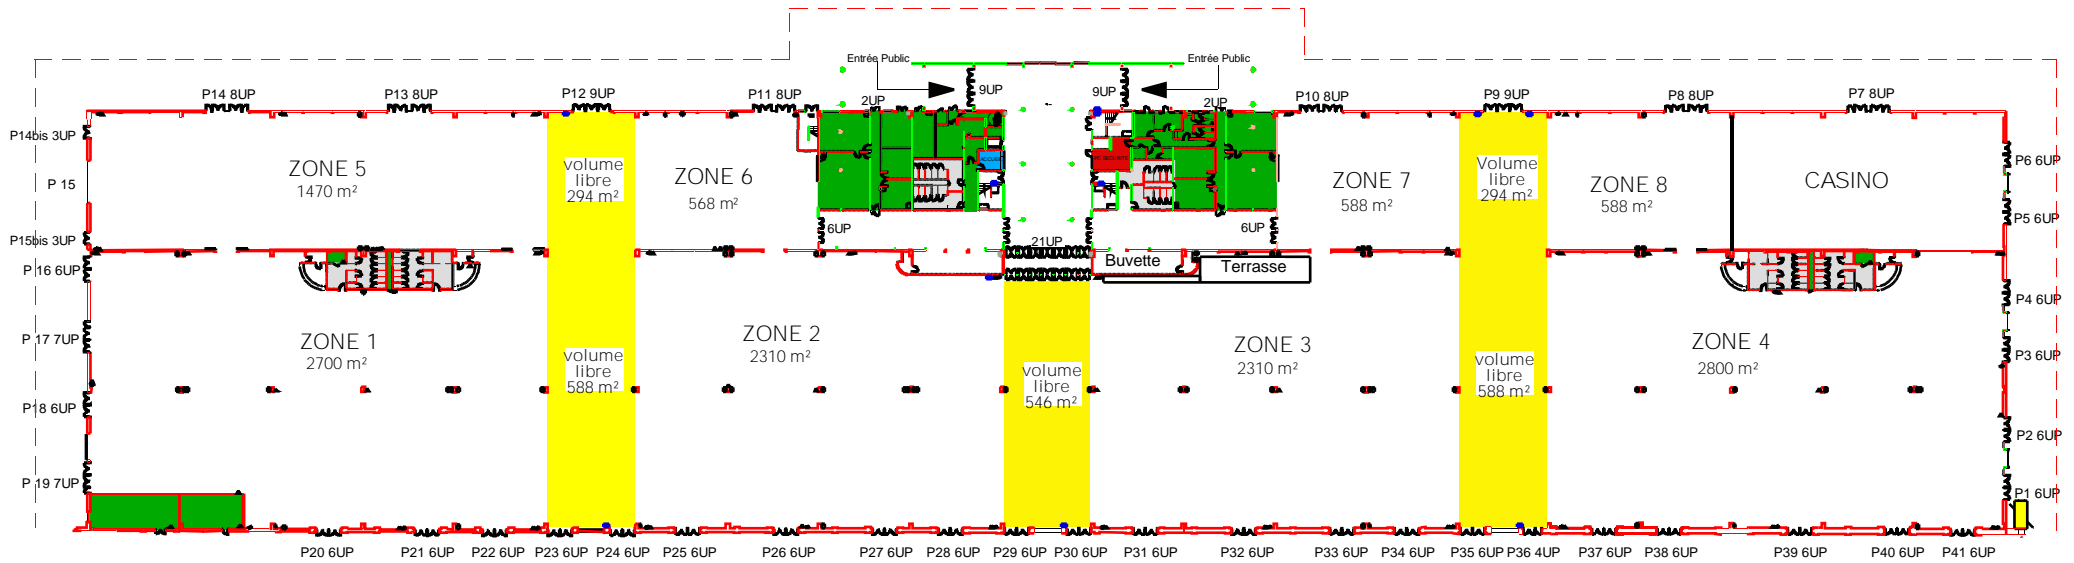 Entrée Public
Entrée Public
P14 8UP
P13 8UP
P12 9UP
P11 8UP
2UP
9UP
9UP
2UP
P10 8UP
P9 9UP
P8 8UP
P7 8UP
P14bis 3UP
P 15
P15bis 3UP
P 16 6UP
P 17 7UP
P18 6UP
P 19 7UP
ZONE 5
1470 m²
volume
libre
294 m²
ZONE 6
568 m²
ACCUEIL
PC SECURITE
6UP
21UP
6UP
Buvette
Terrasse
ZONE 7
588 m²
Volume
libre
294 m²
ZONE 8
588 m²
CASINO
P6 6UP
P5 6UP
P4 6UP
P3 6UP
P2 6UP
P1 6UP
ZONE 1
2700 m²
volume
libre
588 m²
ZONE 2
2310 m²
volume
libre
546 m²
ZONE 3
2310 m²
volume
libre
588 m²
ZONE 4
2800 m²
P20 6UP
P21 6UP
P22 6UP
P23 6UP
P24 6UP
P25 6UP
P26 6UP
P27 6UP
P28 6UP
P29 6UP
P30 6UP
P31 6UP
P32 6UP
P33 6UP
P34 6UP
P35 6UP
P36 4UP
P37 6UP
P38 6UP
P39 6UP
P40 6UP
P41 6UP